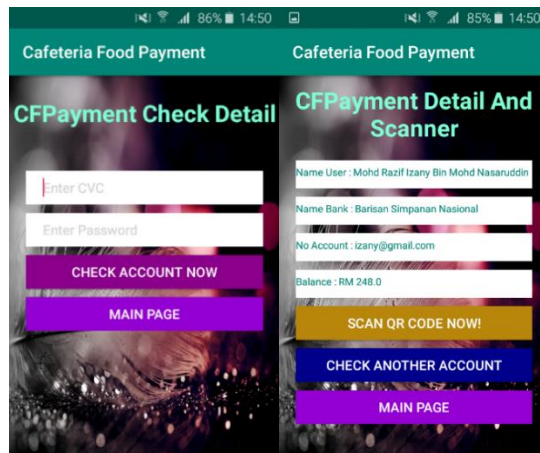 86% 14:50
Cafeteria Food Payment
CFPayment Check Detail
Enter CVC
Enter Password
CHECK ACCOUNT NOW
MAIN PAGE
85% 14:50
Cafeteria Food Payment
CFPayment Detail And
Scanner
Name User : Mohd Razif Izany Bin Mohd Nasaruddin
Name Bank : Barisan Simpanan Nasional
No Account : izany@gmail.com
Balance : RM 248.0
SCAN QR CODE NOW!
CHECK ANOTHER ACCOUNT
MAIN PAGE